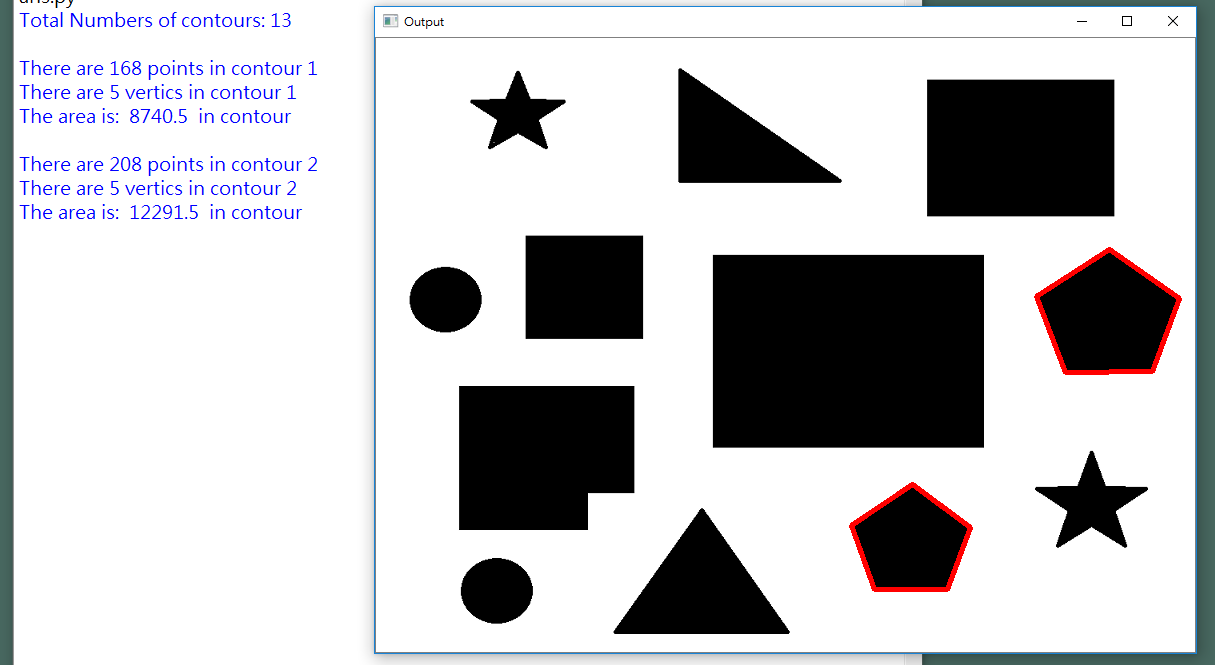 Total Numbers of contours: 13
There are 168 points in contour 1
There are 5 vertics in contour 1
The area is:  8740.5  in contour
There are 208 points in contour 2
There are 5 vertics in contour 2
The area is:  12291.5  in contour
Output